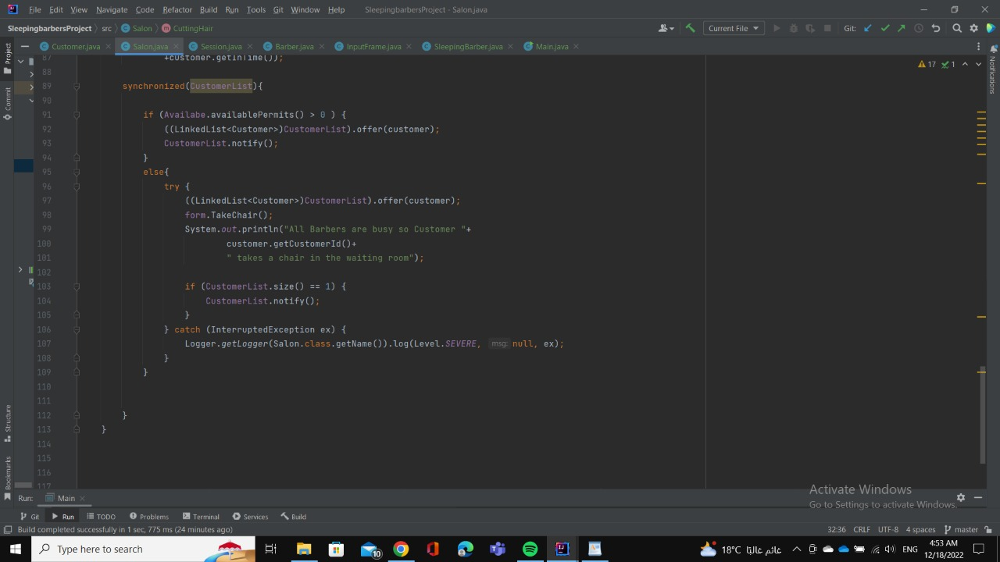 File Edit View Navigate Code Refactor Build Run Tools Git Window Help SleepingbarbersProject - Salon.java
SleepingbarbersProject src Salon CuttingHair Current File Git:
Customer.java Salon.java Session.java Barber.java InputFrame.java SleepingBarber.java Main.java
Project
Commit
Structure
Bookmarks
Notifications
17 1
87 +customer.getInTime());
88
89 synchronized(CustomerList){
90
91 if (Availabe.availablePermits() > 0 ) {
92 ((LinkedList<Customer>)CustomerList).offer(customer);
93 CustomerList.notify();
94 }
95 else{
96 try {
97 ((LinkedList<Customer>)CustomerList).offer(customer);
98 form.TakeChair();
99 System.out.println("All Barbers are busy so Customer "+
100 customer.getCustomerId()+
101 " takes a chair in the waiting room");
102
103 if (CustomerList.size() == 1) {
104 CustomerList.notify();
105 }
106 } catch (InterruptedException ex) {
107 Logger.getLogger(Salon.class.getName()).log(Level.SEVERE, msg: null, ex);
108 }
109 }
110
111
112 }
113 }
114
115
116
117
Activate Windows
Go to Settings to activate Windows.
Run: Main
Git Run TODO Problems Terminal Services Build
Build completed successfully in 1 sec, 775 ms (24 minutes ago) 32:36 CRLF UTF-8 4 spaces master
Type here to search 10 18°C غائم غالبًا ENG 4:53 AM
12/18/2022